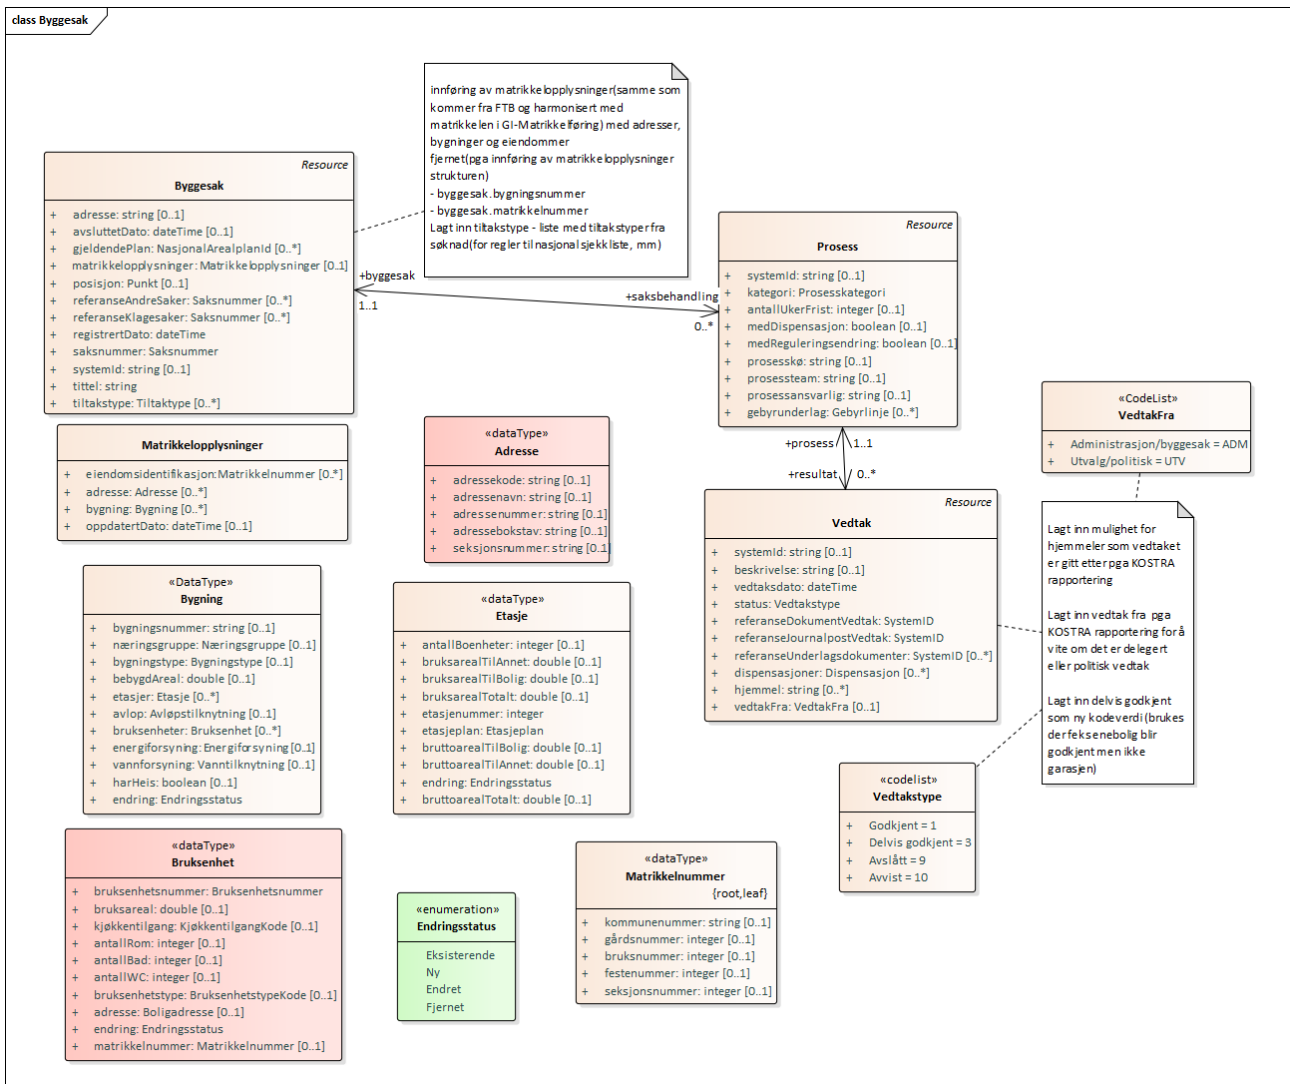 class Byggesak
innføring av matrikkelopplysninger(samme som
kommer fra FTB og harmonisert med
matrikkelen i GI-Matrikkelføring) med adresser,
bygninger og eiendommer
fjernet(pga innføring av matrikkelopplysninger
strukturen)
- byggesak.bygningsnummer
- byggesak.matrikkelnummer
Lagt inn tiltakstype - liste med tiltakstyper fra
søknad(for regler til nasjonal sjekkliste, mm)
Resource
Byggesak
+ adresse: string [0..1]
+ avsluttetDato: dateTime [0..1]
+ gjeldendePlan: NasjonalArealplanId [0..*]
+ matrikkelopplysninger: Matrikkelopplysninger [0..1]
+ posisjon: Punkt [0..1]
+ referanseAndreSaker: Saksnummer [0..*]
+ referanseKlagesaker: Saksnummer [0..*]
+ registrertDato: dateTime
+ saksnummer: Saksnummer
+ systemId: string [0..1]
+ tittel: string
+ tiltakstype: Tiltaktype [0..*]
+byggesak
1..1
+saksbehandling
0..*
Resource
Prosess
+ systemId: string [0..1]
+ kategori: Prosesskategori
+ antallUkerFrist: integer [0..1]
+ medDispensasjon: boolean [0..1]
+ medReguleringsendring: boolean [0..1]
+ prosesskø: string [0..1]
+ prosessteam: string [0..1]
+ prosessansvarlig: string [0..1]
+ gebyrunderlag: Gebyrlinje [0..*]
+prosess
1..1
+resultat
0..*
«CodeList»
VedtakFra
+ Administrasjon/byggesak = ADM
+ Utvalg/politisk = UTV
Matrikkelopplysninger
+ eiendomsidentifikasjon:Matrikkelnummer [0..*]
+ adresse: Adresse [0..*]
+ bygning: Bygning [0..*]
+ oppdatertDato: dateTime [0..1]
«dataType»
Adresse
+ adressekode: string [0..1]
+ adressenavn: string [0..1]
+ adressenummer: string [0..1]
+ adressebokstav: string [0..1]
+ seksjonsnummer: string [0..1]
Resource
Vedtak
+ systemId: string [0..1]
+ beskrivelse: string [0..1]
+ vedtaksdato: dateTime
+ status: Vedtakstype
+ referanseDokumentVedtak: SystemID
+ referanseJournalpostVedtak: SystemID
+ referanseUnderlagsdokumenter: SystemID [0..*]
+ dispensasjoner: Dispensasjon [0..*]
+ hjemmel: string [0..*]
+ vedtakFra: VedtakFra [0..1]
Lagt inn mulighet for
hjemmeler som vedtaket
er gitt etter pga KOSTRA
rapportering
Lagt inn vedtak fra pga
KOSTRA rapportering for å
vite om det er delegert
eller politisk vedtak
Lagt inn delvis godkjent
som ny kodeverdi (brukes
der feks enebolig blir
godkjent men ikke
garasjen)
«DataType»
Bygning
+ bygningsnummer: string [0..1]
+ næringsgruppe: Næringsgruppe [0..1]
+ bygningstype: Bygningstype [0..1]
+ bebygdAreal: double [0..1]
+ etasjer: Etasje [0..*]
+ avlop: Avløpstilknytning [0..1]
+ bruksenheter: Bruksenhet [0..*]
+ energiforsyning: Energiforsyning [0..1]
+ vannforsyning: Vanntilknytning [0..1]
+ harHeis: boolean [0..1]
+ endring: Endringsstatus
«dataType»
Etasje
+ antallBoenheter: integer [0..1]
+ bruksarealTilAnnet: double [0..1]
+ bruksarealTilBolig: double [0..1]
+ bruksarealTotalt: double [0..1]
+ etasjenummer: integer
+ etasjeplan: Etasjeplan
+ bruttoarealTilBolig: double [0..1]
+ bruttoarealTilAnnet: double [0..1]
+ endring: Endringsstatus
+ bruttoarealTotalt: double [0..1]
«codelist»
Vedtakstype
+ Godkjent = 1
+ Delvis godkjent = 3
+ Avslått = 9
+ Avvist = 10
«dataType»
Bruksenhet
+ bruksenhetsnummer: Bruksenhetsnummer
+ bruksareal: double [0..1]
+ kjøkkentilgang: KjøkkentilgangKode [0..1]
+ antallRom: integer [0..1]
+ antallBad: integer [0..1]
+ antallWC: integer [0..1]
+ bruksenhetstype: BruksenhetstypeKode [0..1]
+ adresse: Boligadresse [0..1]
+ endring: Endringsstatus
+ matrikkelnummer: Matrikkelnummer [0..1]
«enumeration»
Endringsstatus
Eksisterende
Ny
Endret
Fjernet
«dataType»
Matrikkelnummer
{root,leaf}
+ kommunenummer: string [0..1]
+ gårdsnummer: integer [0..1]
+ bruksnummer: integer [0..1]
+ festenummer: integer [0..1]
+ seksjonsnummer: integer [0..1]